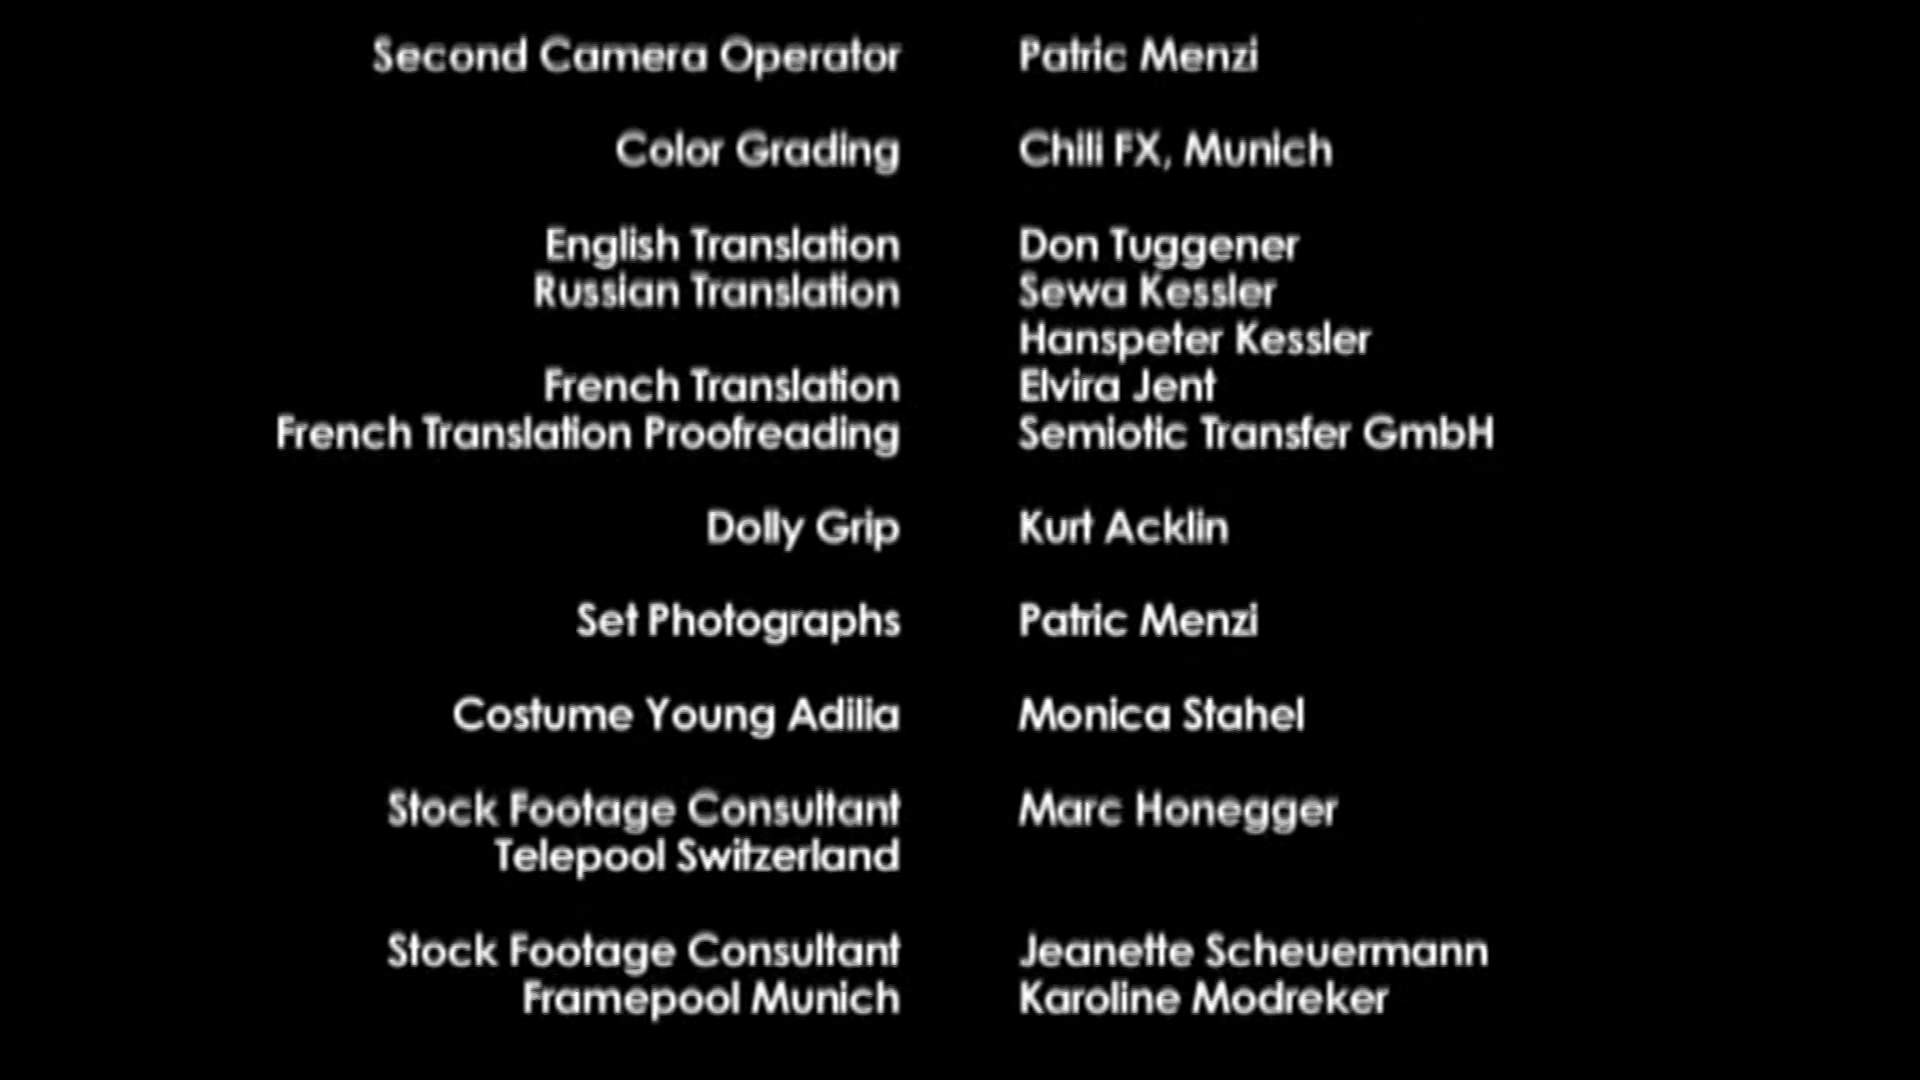 Second Camera Operator Patric Menzi
Color Grading Chili FX, Munich
English Translation Don Tuggener
Russian Translation Sewa Kessler
Hanspeter Kessler
French Translation Elvira Jent
French Translation Proofreading Semiotic Transfer GmbH
Dolly Grip Kurt Acklin
Set Photographs Patric Menzi
Costume Young Adilia Monica Stahel
Stock Footage Consultant Marc Honegger
Telepool Switzerland
Stock Footage Consultant Jeanette Scheuermann
Framepool Munich Karoline Modreker